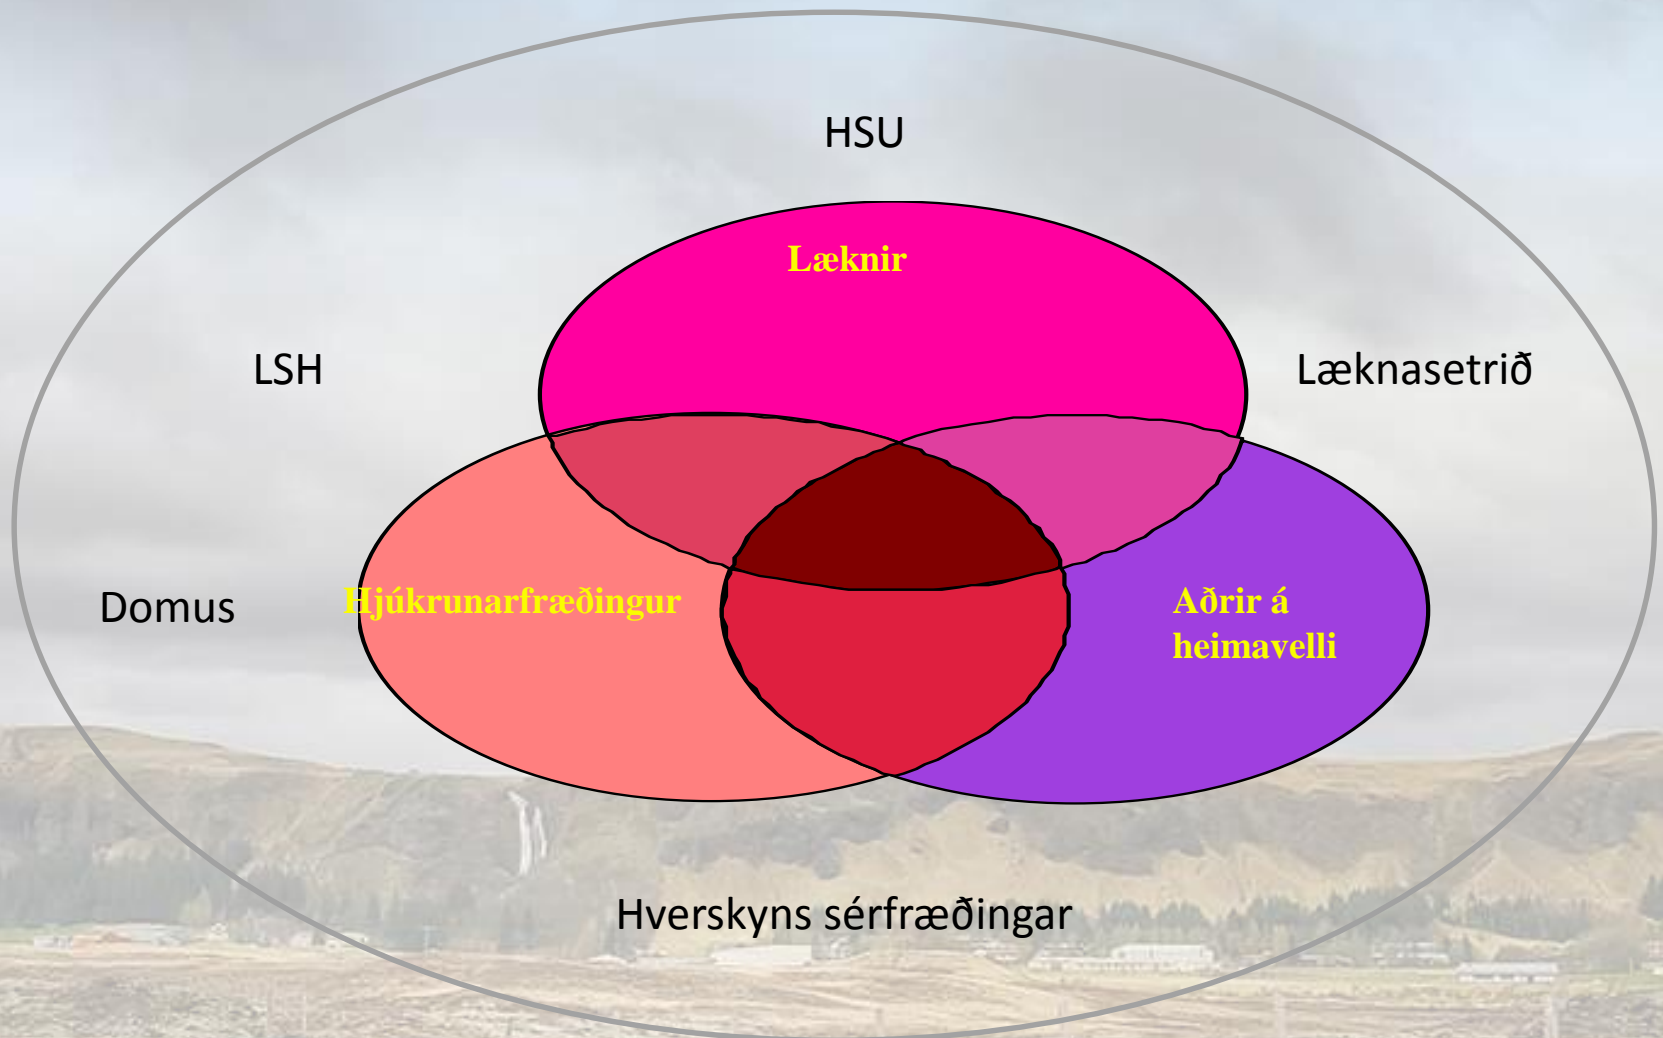 HSU
Læknir
LSH
Læknasetrið
Domus
Hjúkrunarfræðingur
Aðrir á
heimavelli
Hverskyns sérfræðingar